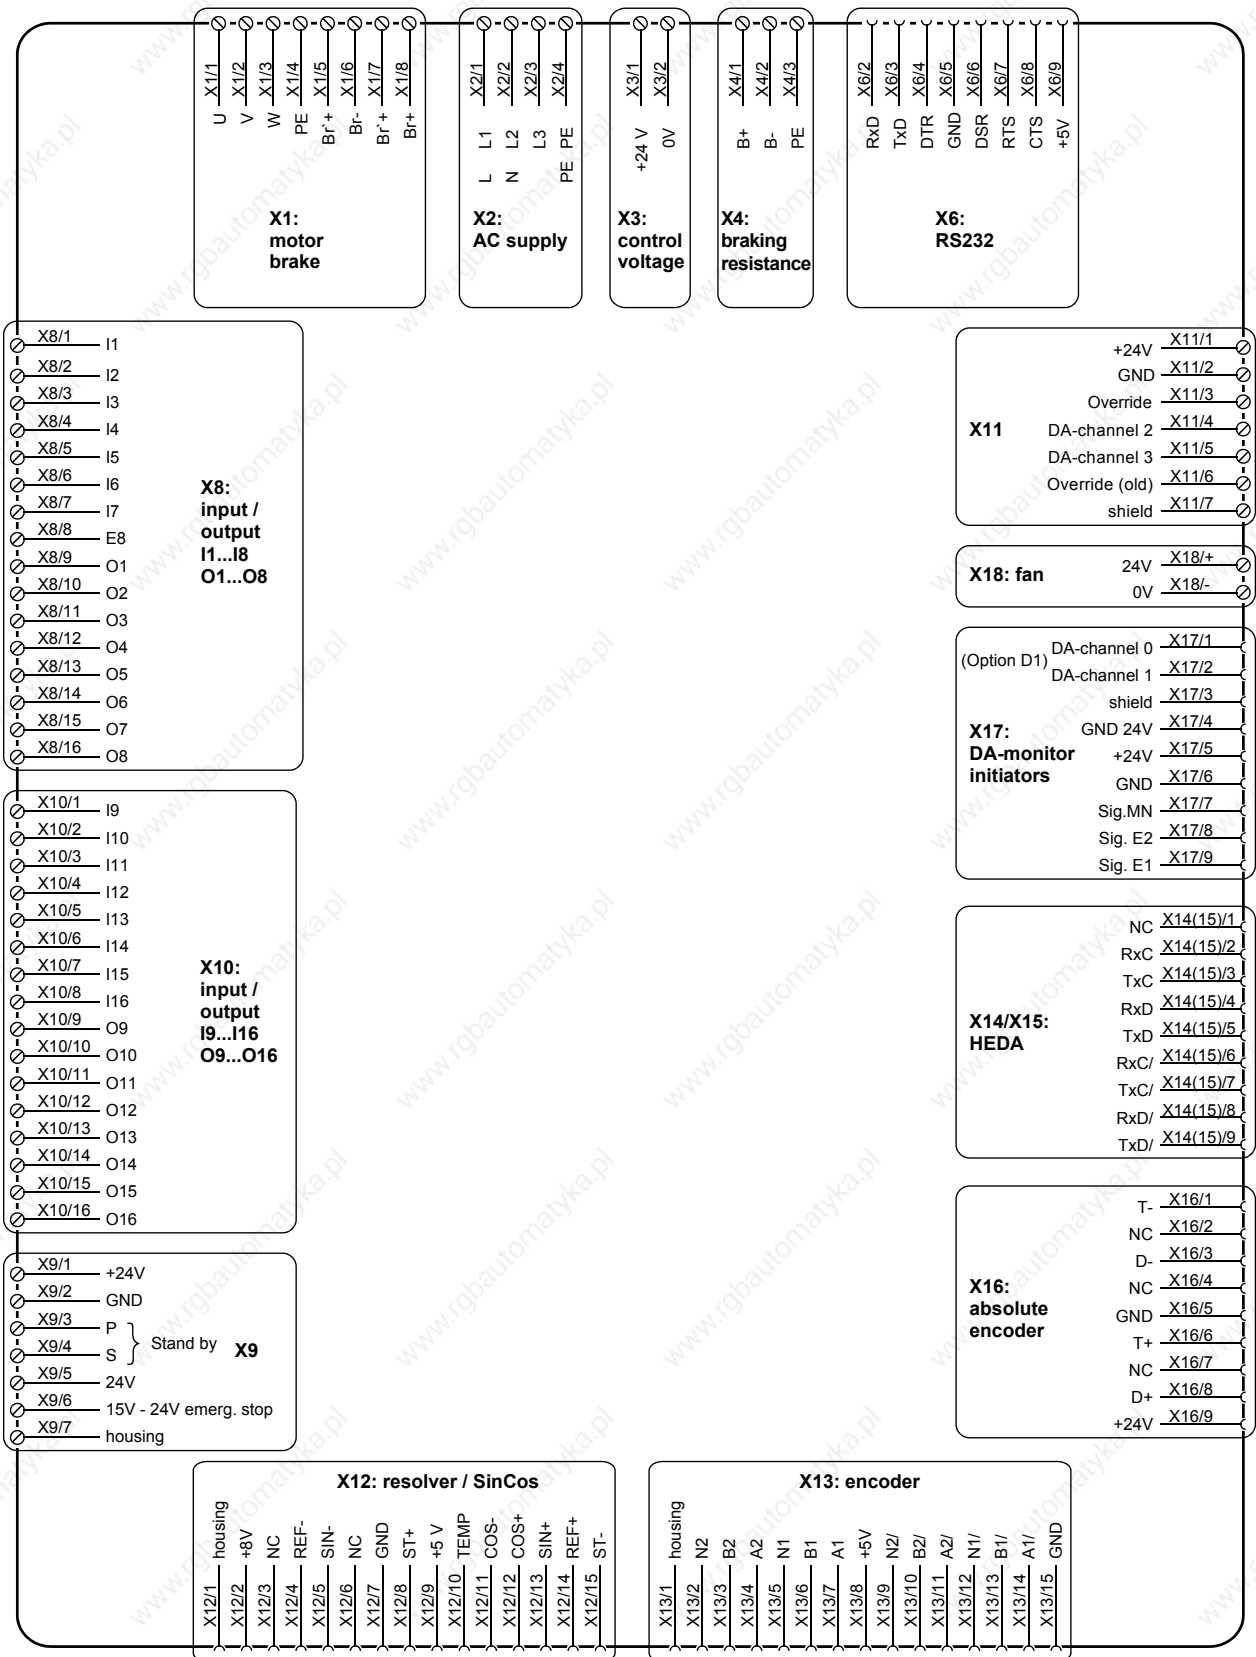 X1/1 U
X1/2 V
X1/3 W
X1/4 PE
X1/5 Br`+
X1/6 Br-
X1/7 Br`+
X1/8 Br+
X1:
motor
brake
X2/1 L L1
X2/2 N L2
X2/3 L3
X2/4 PE PE
X2:
AC supply
X3/1 +24 V
X3/2 0V
X3:
control
voltage
X4/1 B+
X4/2 B-
X4/3 PE
X4:
braking
resistance
X6/2 RxD
X6/3 TxD
X6/4 DTR
X6/5 GND
X6/6 DSR
X6/7 RTS
X6/8 CTS
X6/9 +5V
X6:
RS232
X8/1 I1
X8/2 I2
X8/3 I3
X8/4 I4
X8/5 I5
X8/6 I6
X8/7 I7
X8/8 E8
X8/9 O1
X8/10 O2
X8/11 O3
X8/12 O4
X8/13 O5
X8/14 O6
X8/15 O7
X8/16 O8
X8:
input /
output
I1...I8
O1...O8
X11
+24V X11/1
GND X11/2
Override X11/3
DA-channel 2 X11/4
DA-channel 3 X11/5
Override (old) X11/6
shield X11/7
X18: fan
24V X18/+
0V X18/-
(Option D1)
DA-channel 0 X17/1
DA-channel 1 X17/2
shield X17/3
GND 24V X17/4
+24V X17/5
GND X17/6
Sig.MN X17/7
Sig. E2 X17/8
Sig. E1 X17/9
X17:
DA-monitor
initiators
X10/1 I9
X10/2 I10
X10/3 I11
X10/4 I12
X10/5 I13
X10/6 I14
X10/7 I15
X10/8 I16
X10/9 O9
X10/10 O10
X10/11 O11
X10/12 O12
X10/13 O13
X10/14 O14
X10/15 O15
X10/16 O16
X10:
input /
output
I9...I16
O9...O16
X14/X15:
HEDA
NC X14(15)/1
RxC X14(15)/2
TxC X14(15)/3
RxD X14(15)/4
TxD X14(15)/5
RxC/ X14(15)/6
TxC/ X14(15)/7
RxD/ X14(15)/8
TxD/ X14(15)/9
X9/1 +24V
X9/2 GND
X9/3 P
X9/4 S
Stand by
X9/5 24V
X9/6 15V - 24V emerg. stop
X9/7 housing
X9
X16:
absolute
encoder
T- X16/1
NC X16/2
D- X16/3
NC X16/4
GND X16/5
T+ X16/6
NC X16/7
D+ X16/8
+24V X16/9
X12: resolver / SinCos
X12/1 housing
X12/2 +8V
X12/3 NC
X12/4 REF-
X12/5 SIN-
X12/6 NC
X12/7 GND
X12/8 ST+
X12/9 +5 V
X12/10 TEMP
X12/11 COS-
X12/12 COS+
X12/13 SIN+
X12/14 REF+
X12/15 ST-
X13: encoder
X13/1 housing
X13/2 N2
X13/3 B2
X13/4 A2
X13/5 N1
X13/6 B1
X13/7 A1
X13/8 +5V
X13/9 N2/
X13/10 B2/
X13/11 A2/
X13/12 N1/
X13/13 B1/
X13/14 A1/
X13/15 GND
www.rgbautomatyka.pl